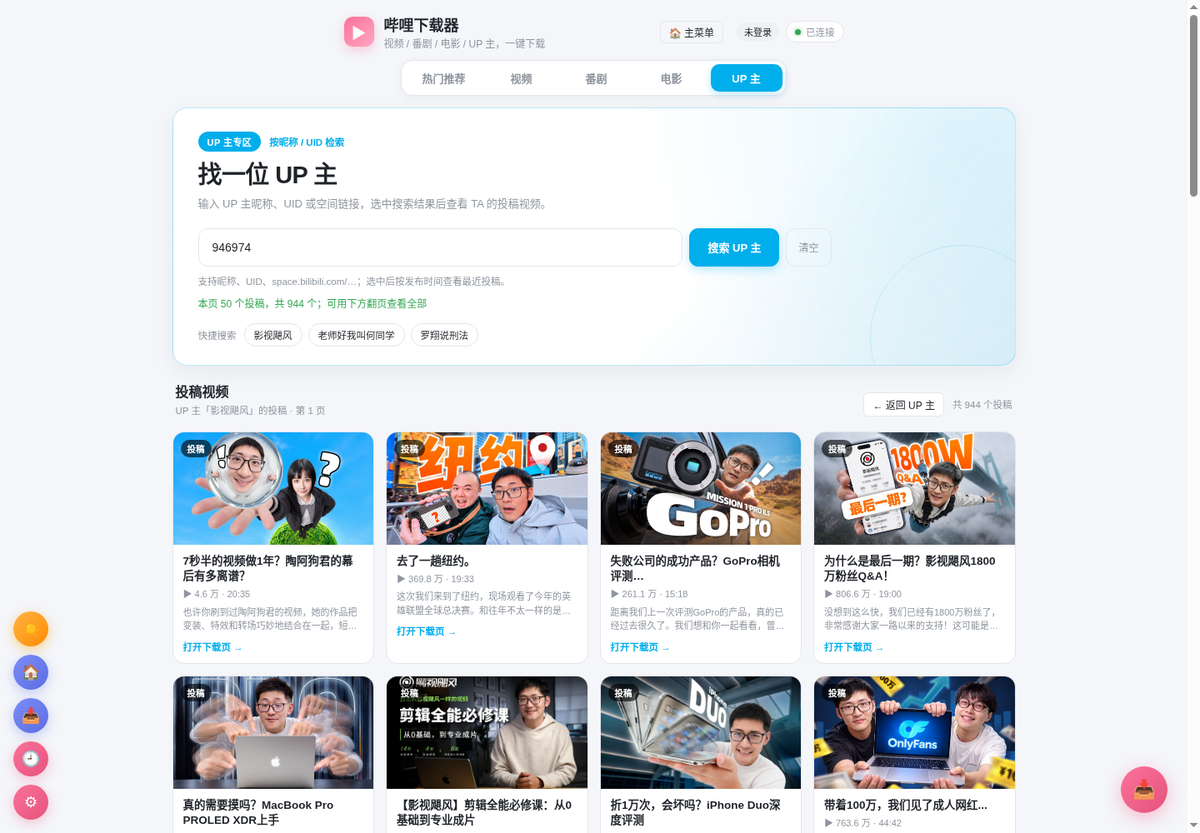 哔哩下载器
视频 / 番剧 / 电影 / UP 主，一键下载
🏠 主菜单
未登录
已连接
热门推荐
视频
番剧
电影
UP 主
UP 主专区
按昵称 / UID 检索
找一位 UP 主
输入 UP 主昵称、UID 或空间链接，选中搜索结果后查看 TA 的投稿视频。
946974
搜索 UP 主
清空
支持昵称、UID、space.bilibili.com/…；选中后按发布时间查看最近投稿。
本页 50 个投稿，共 944 个；可用下方翻页查看全部
快捷搜索
影视飓风
老师好我叫何同学
罗翔说刑法
投稿视频
UP 主「影视飓风」的投稿 · 第 1 页
← 返回 UP 主
共 944 个投稿
投稿
!
?
7秒半的视频做1年？陶阿狗君的幕
后有多离谱？
▶ 4.6 万 · 20:35
也许你刷到过陶阿狗君的视频，她的作品把
变装、特效和转场巧妙地结合在一起，短…
打开下载页 →
投稿
纽约
?
去了一趟纽约。
▶ 369.8 万 · 19:33
这次我们来到了纽约，现场观看了今年的英
雄联盟全球总决赛。和往年不太一样的是…
打开下载页 →
投稿
MISSION 1 PRO ILS
GoPro
失败公司的成功产品？GoPro相机
评测…
▶ 261.1 万 · 15:18
距离我们上一次评测GoPro的产品，真的已
经过去很久了。我们想和你一起看看，曾…
打开下载页 →
投稿
1800W
Q&A
最后一期?
为什么是最后一期？影视飓风1800
万粉丝Q&A！
▶ 806.6 万 · 19:00
没想到这么快，我们已经有1800万粉丝了，
非常感谢大家一路以来的支持！这可能是…
打开下载页 →
投稿
真的需要摸吗？MacBook Pro
PROLED XDR上手
投稿
影视飓风
剪辑全能必修课
从0基础，到专业成片
【影视飓风】剪辑全能必修课：从0
基础到专业成片
投稿
iPhone
Duo
折1万次，会坏吗？iPhone Duo深
度评测
投稿
OnlyFans
带着100万，我们见了成人网红...
▶ 763.6 万 · 44:42